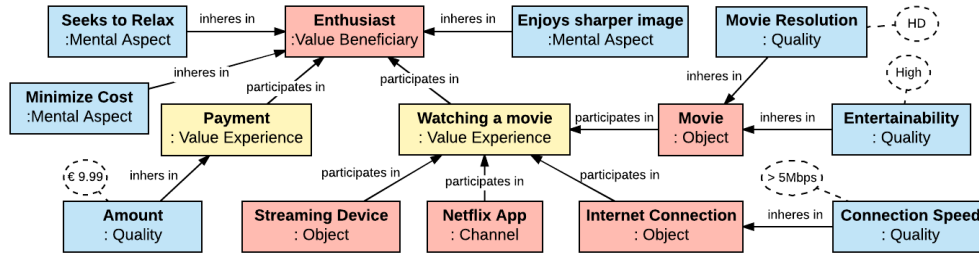 Seeks to Relax
:Mental Aspect
inheres in
Enthusiast
:Value Beneficiary
inheres in
Enjoys sharper image
:Mental Aspect
Movie Resolution
: Quality
HD
inheres in
Minimize Cost
:Mental Aspect
participates in
participates in
inheres in
High
Payment
: Value Experience
Watching a movie
: Value Experience
participates in
Movie
: Object
inheres in
Entertainability
: Quality
€ 9.99
inhers in
participates in
participates in
participates in
> 5Mbps
Amount
: Quality
Streaming Device
: Object
Netflix App
: Channel
Internet Connection
: Object
inheres in
Connection Speed
: Quality